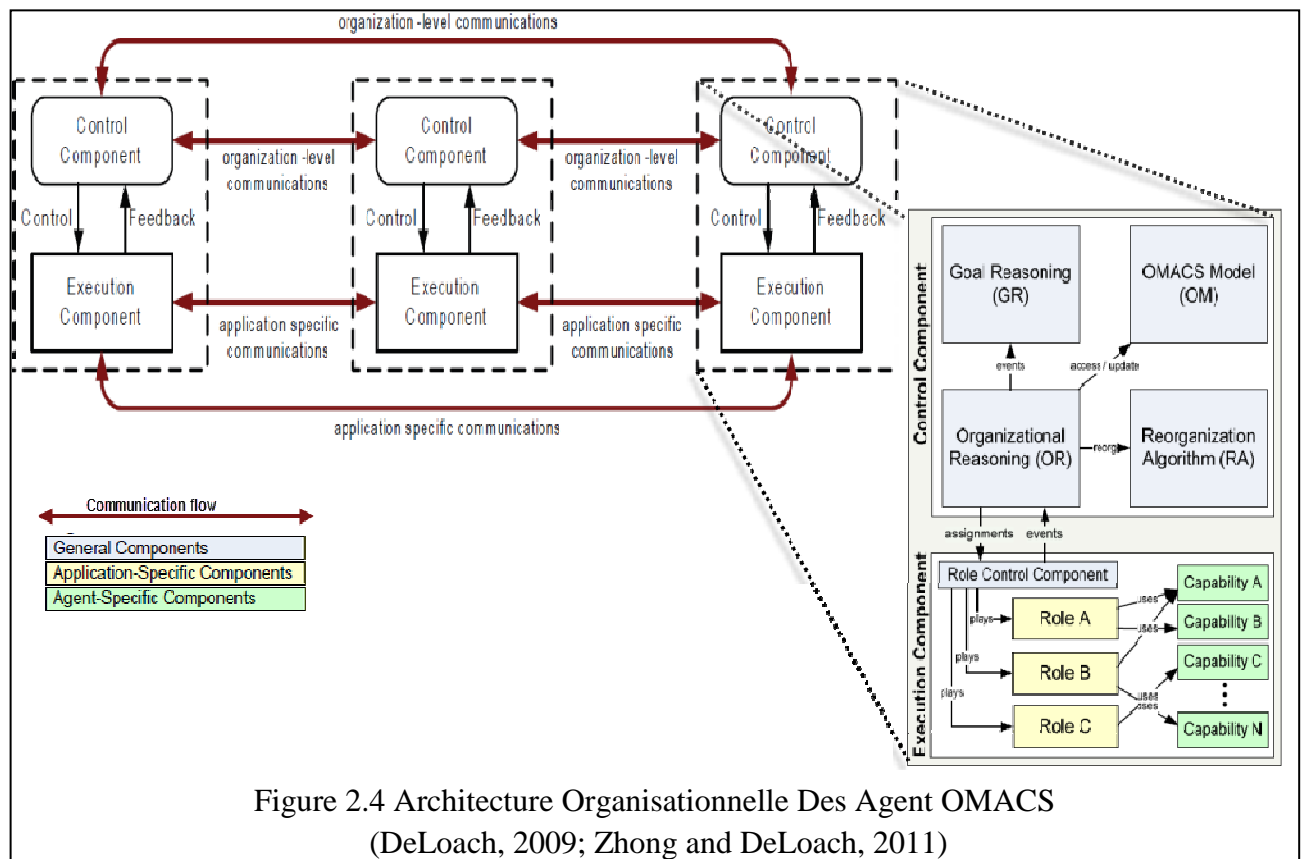 organization -level communications
Control
Component
Control
Component
Control
Component
organization -level
communications
organization -level
communications
Control
Feedback
Control
Feedback
Control
Feedback
Execution
Component
Execution
Component
Execution
Component
application specific
communications
application specific
communications
application specific communications
Communication flow
General Components
Application-Specific Components
Agent-Specific Components
Control Component
Goal Reasoning
(GR)
OMACS Model
(OM)
events
access / update
Organizational
Reasoning (OR)
reorg
Reorganization
Algorithm (RA)
assignments
events
Execution Component
Role Control Component
plays
plays
plays
Role A
Role B
Role C
uses
uses
uses
uses
Capability A
Capability B
Capability C
Capability N
Figure 2.4 Architecture Organisationnelle Des Agent OMACS
(DeLoach, 2009; Zhong and DeLoach, 2011)